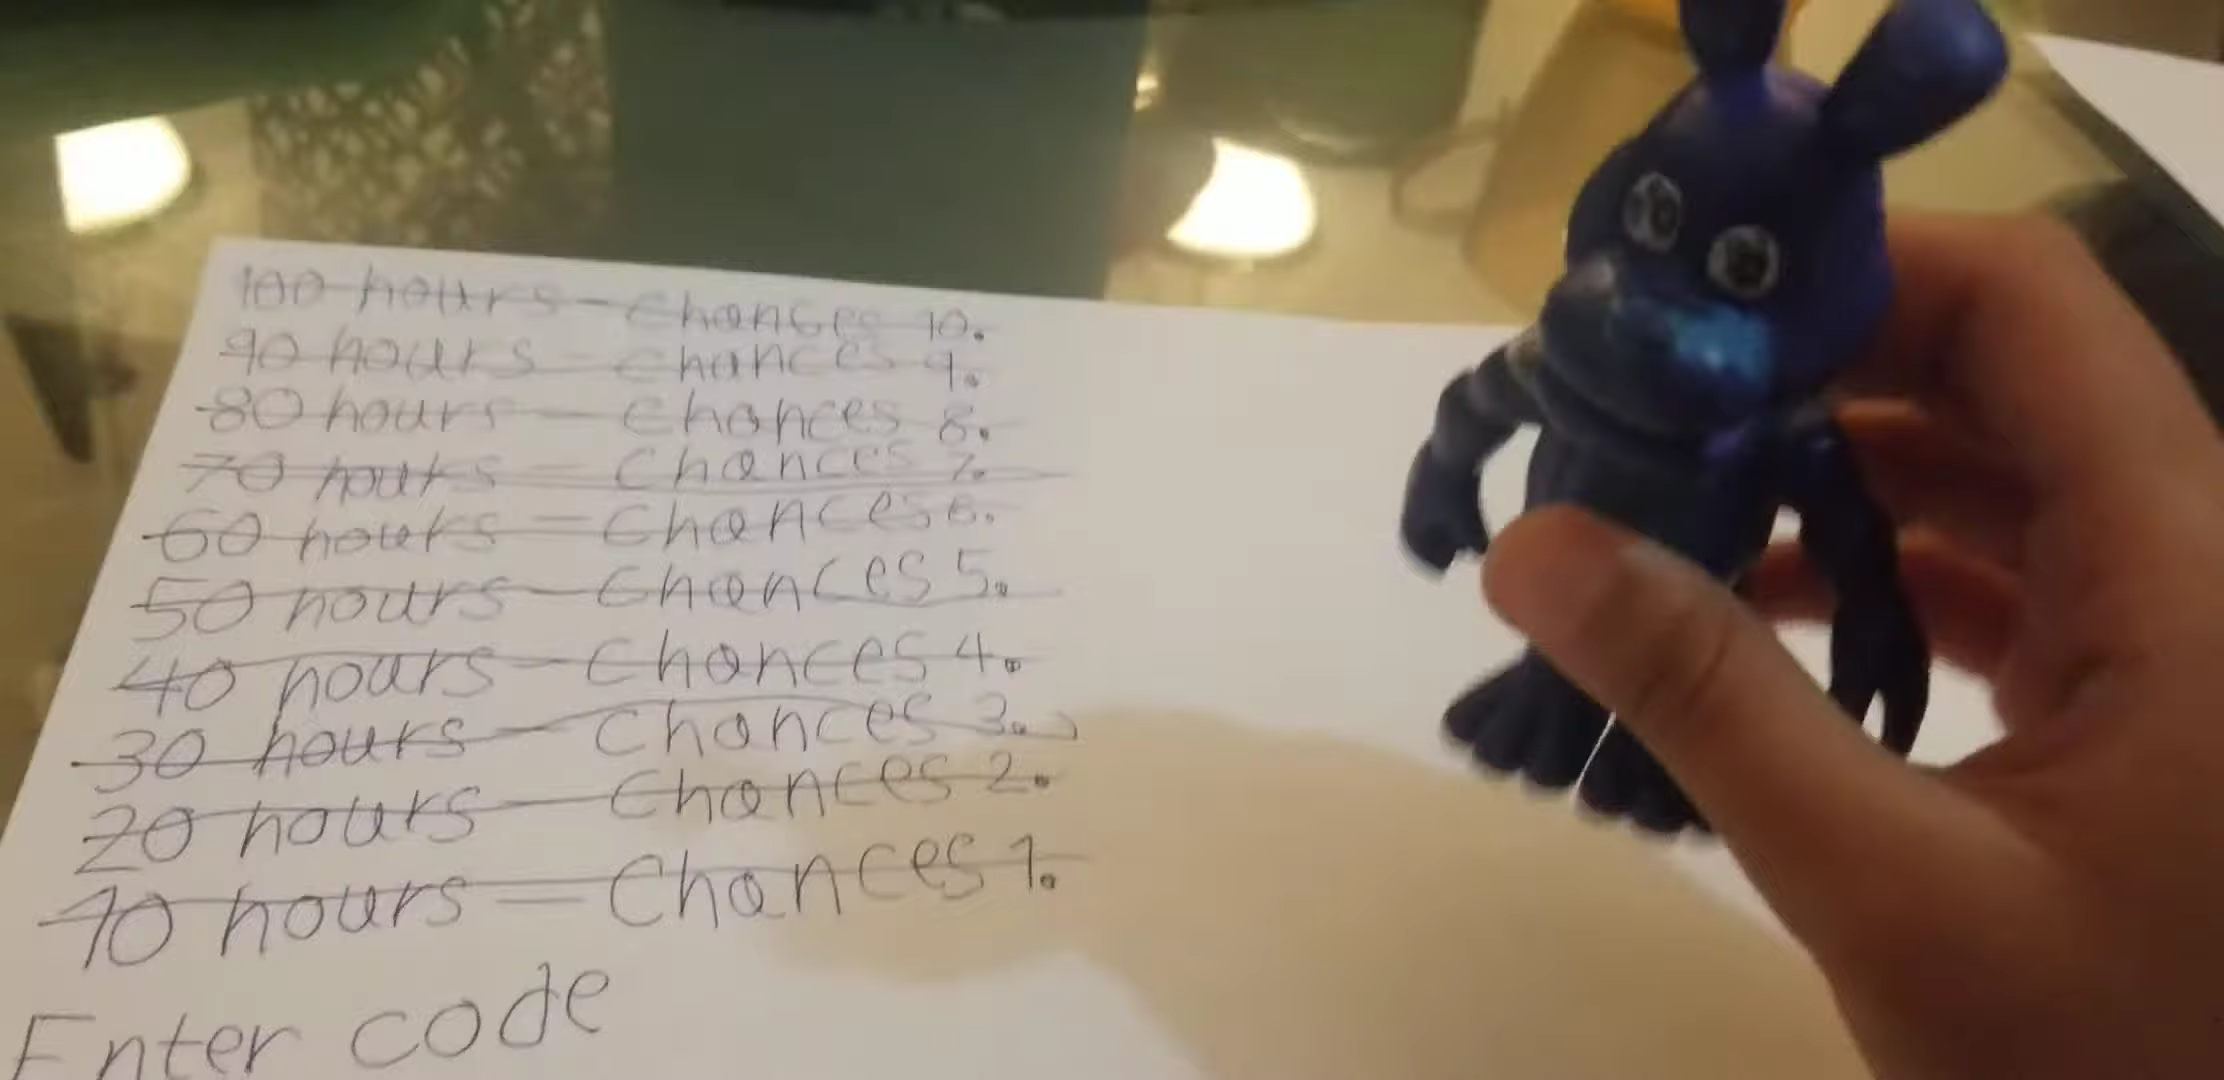 100 hours - Chances 10.
90 hours - Chances 9.
80 hours - Chances 8.
70 hours - Chances 7.
60 hours - Chances 6.
50 hours - Chances 5.
40 hours - Chances 4.
30 hours - Chances 3.
20 hours - Chances 2.
10 hours - Chances 1.
Enter code